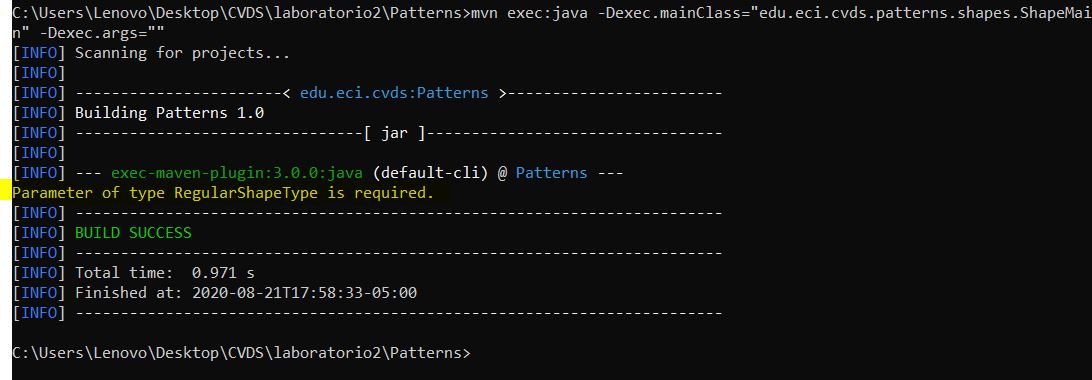 C:\Users\Lenovo\Desktop\CVDS\laboratorio2\Patterns>mvn exec:java -Dexec.mainClass="edu.eci.cvds.patterns.shapes.ShapeMai
n" -Dexec.args=""
[INFO] Scanning for projects...
[INFO]
[INFO] -----------------------< edu.eci.cvds:Patterns >------------------------
[INFO] Building Patterns 1.0
[INFO] --------------------------------[ jar ]---------------------------------
[INFO]
[INFO] --- exec-maven-plugin:3.0.0:java (default-cli) @ Patterns ---
Parameter of type RegularShapeType is required.
[INFO] ------------------------------------------------------------------------
[INFO] BUILD SUCCESS
[INFO] ------------------------------------------------------------------------
[INFO] Total time:  0.971 s
[INFO] Finished at: 2020-08-21T17:58:33-05:00
[INFO] ------------------------------------------------------------------------
C:\Users\Lenovo\Desktop\CVDS\laboratorio2\Patterns>